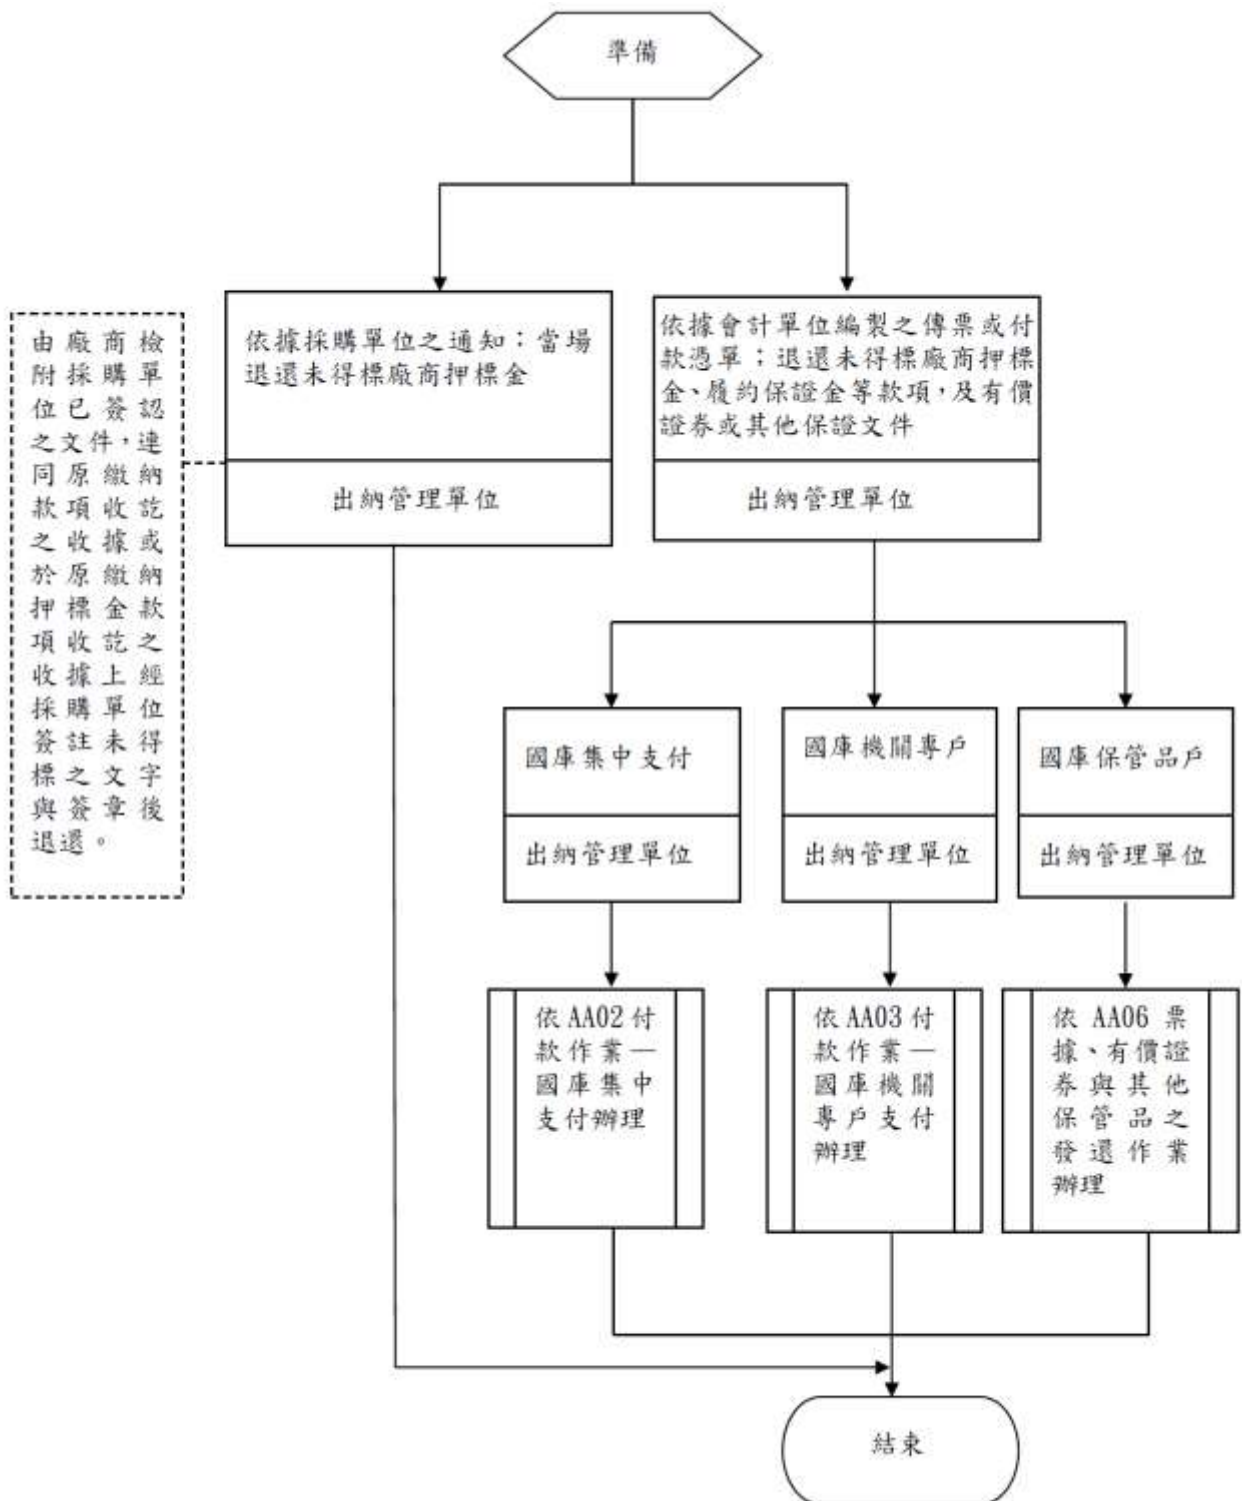 準備
依據採購單位之通知；當場
退還未得標廠商押標金
出納管理單位
依據會計單位編製之傳票或付
款憑單；退還未得標廠商押標
金、履約保證金等款項，及有價
證券或其他保證文件
出納管理單位
由廠商檢
附採購單
位已簽認
之文件，連
同原繳納
款項收訖
之收據或
於原繳納
押標金款
項收訖之
收據上經
採購單位
簽註未得
標之文字
與簽章後
退還。
國庫集中支付
出納管理單位
國庫機關專戶
出納管理單位
國庫保管品戶
出納管理單位
依 AA02 付
款作業—
國庫集中
支付辦理
依 AA03 付
款作業—
國庫機關
專戶支付
辦理
依 AA06 票
據、有價證
券與其他
保管品之
發還作業
辦理
結束